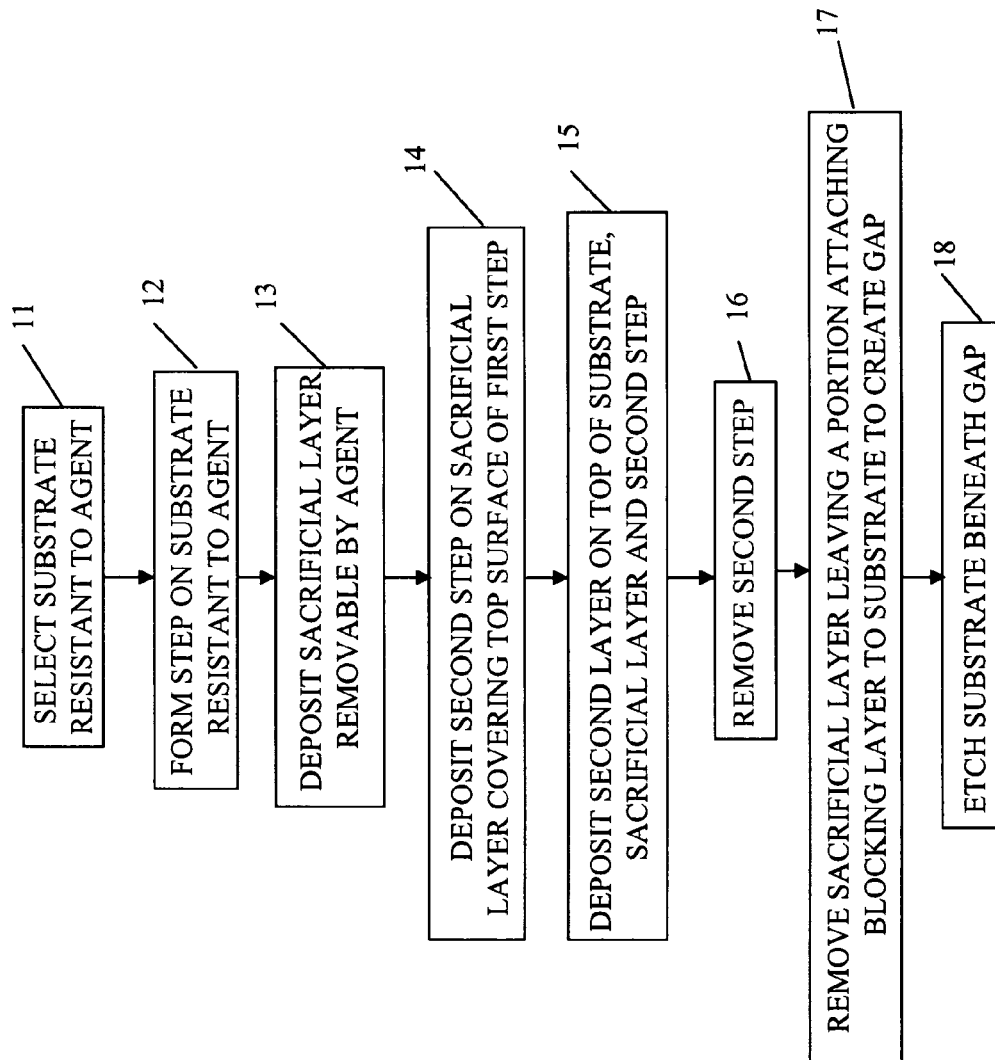 11
SELECT SUBSTRATE
RESISTANT TO AGENT
12
FORM STEP ON SUBSTRATE
RESISTANT TO AGENT
13
DEPOSIT SACRIFICIAL LAYER
REMOVABLE BY AGENT
14
DEPOSIT SECOND STEP ON SACRIFICIAL
LAYER COVERING TOP SURFACE OF FIRST STEP
15
DEPOSIT SECOND LAYER ON TOP OF SUBSTRATE,
SACRIFICIAL LAYER AND SECOND STEP
16
REMOVE SECOND STEP
17
REMOVE SACRIFICIAL LAYER LEAVING A PORTION ATTACHING
BLOCKING LAYER TO SUBSTRATE TO CREATE GAP
18
ETCH SUBSTRATE BENEATH GAP